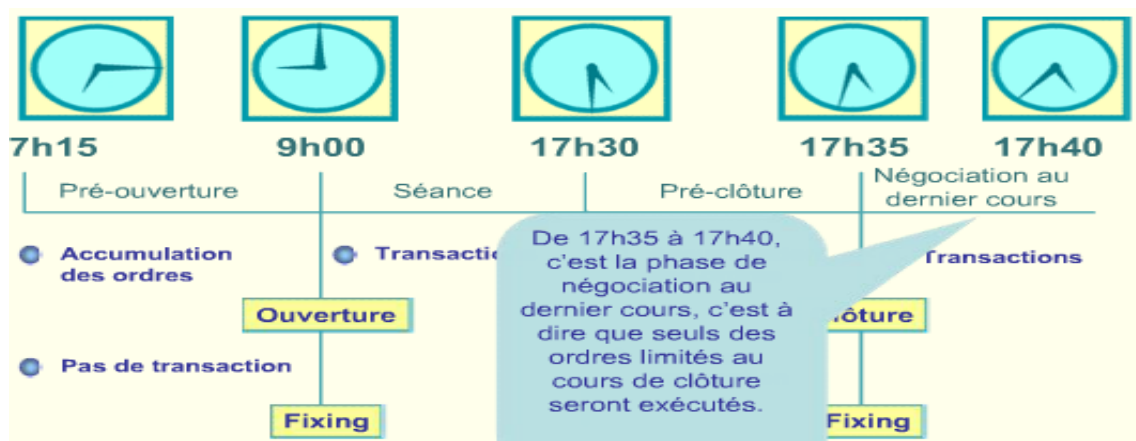 7h15 9h00 17h30 17h35 17h40
Pré-ouverture Séance Pré-clôture Négociation au
dernier cours
Accumulation
des ordres
Pas de transaction
Ouverture
Fixing
De 17h35 à 17h40,
c'est la phase de
négociation au
dernier cours, c'est à
dire que seuls des
ordres limités au
cours de clôture
seront exécutés.
Transactions
Fixing